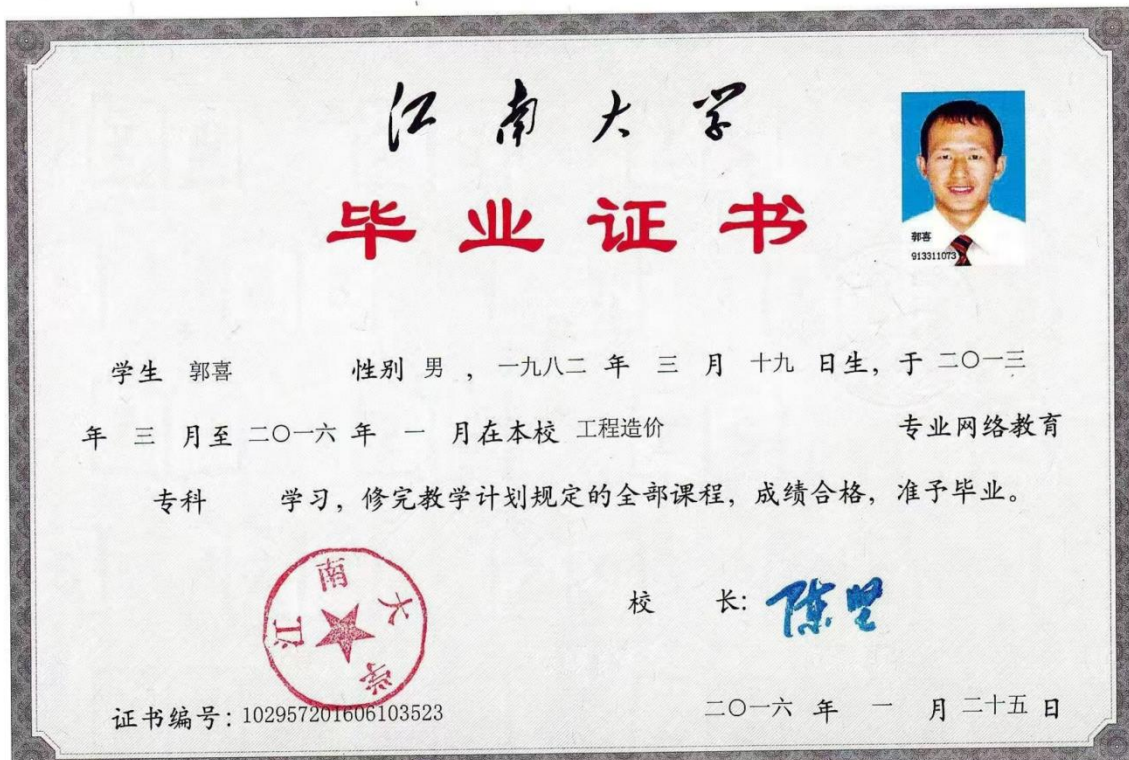 江南大学
毕业证书
郭喜
913311073
学生 郭喜 性别 男 ，一九八二 年 三 月 十九 日生，于 二〇一三
年 三 月至 二〇一六 年 一 月在本校 工程造价 专业网络教育
专科 学习，修完教学计划规定的全部课程，成绩合格，准予毕业。
江南大学
校 长：陈坚
证书编号：102957201606103523
二〇一六 年 一 月 二十五 日